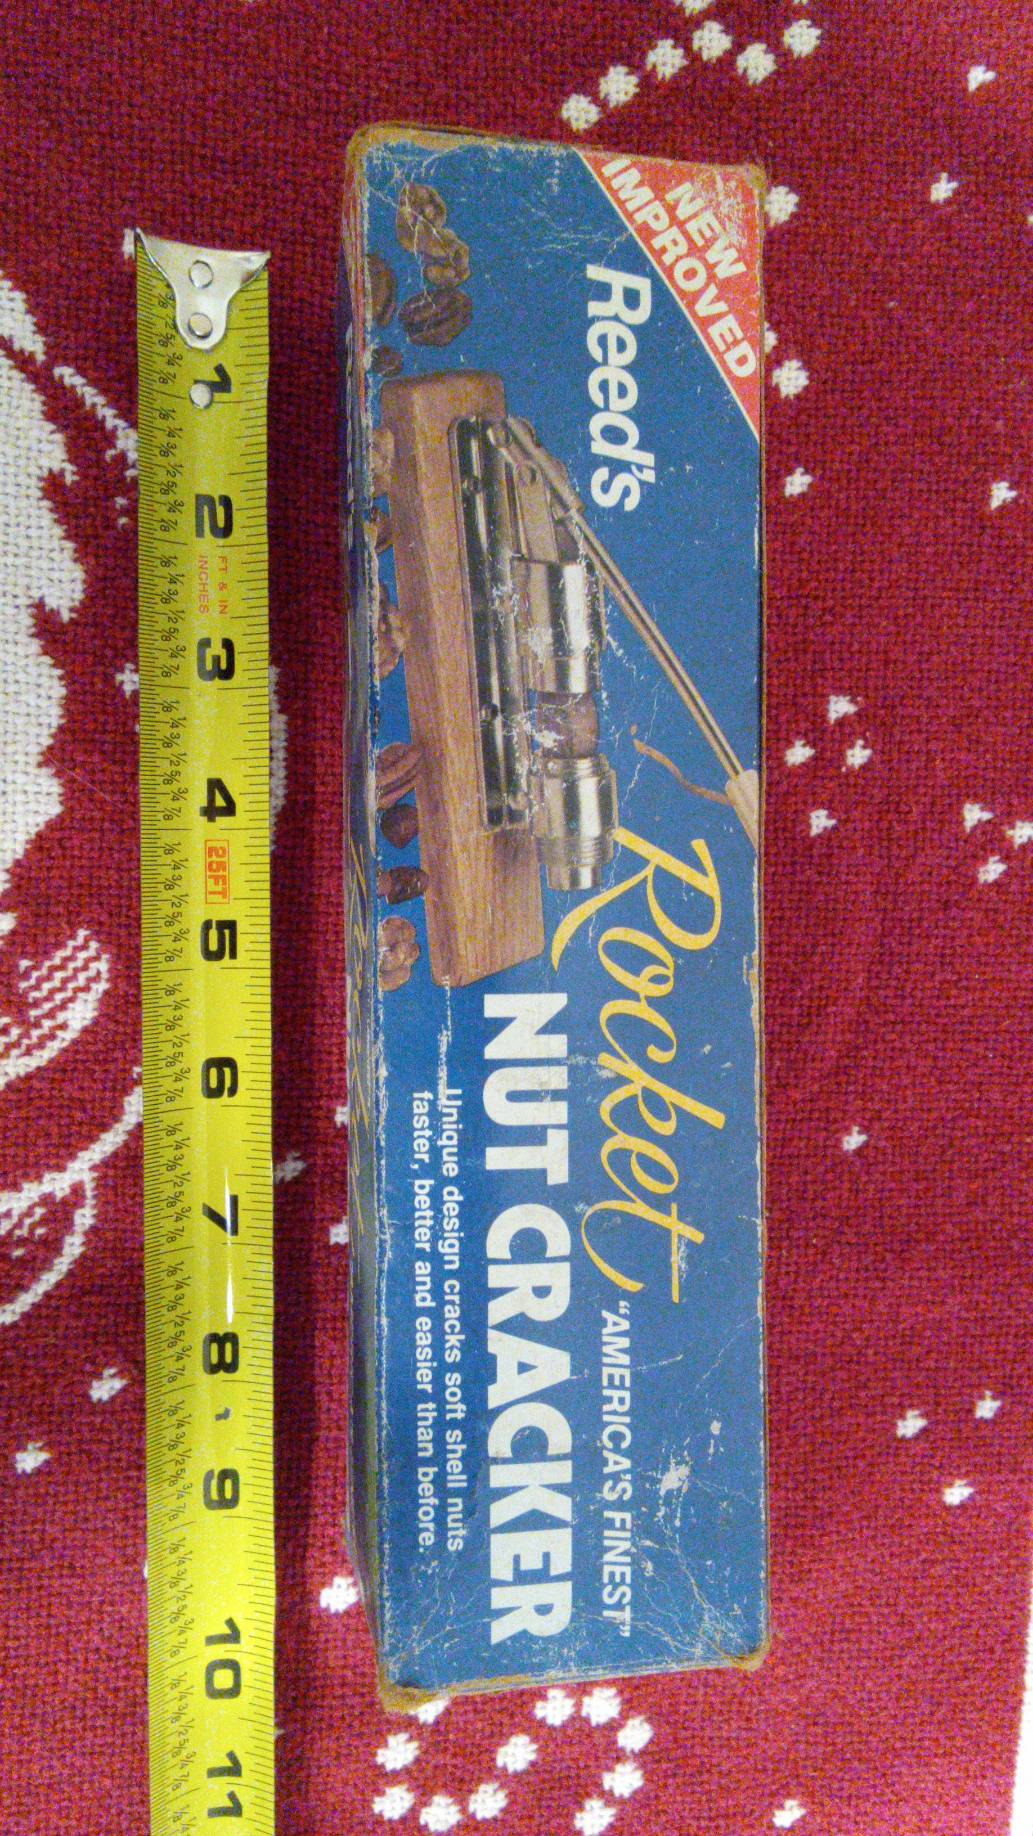 NEW
IMPROVED
Reed's
Rocket
"AMERICA'S FINEST"
NUT CRACKER
Unique design cracks soft shell nuts
faster, better and easier than before.
1
2
FT & IN
INCHES
3
4
25FT
5
6
7
8
9
10
11